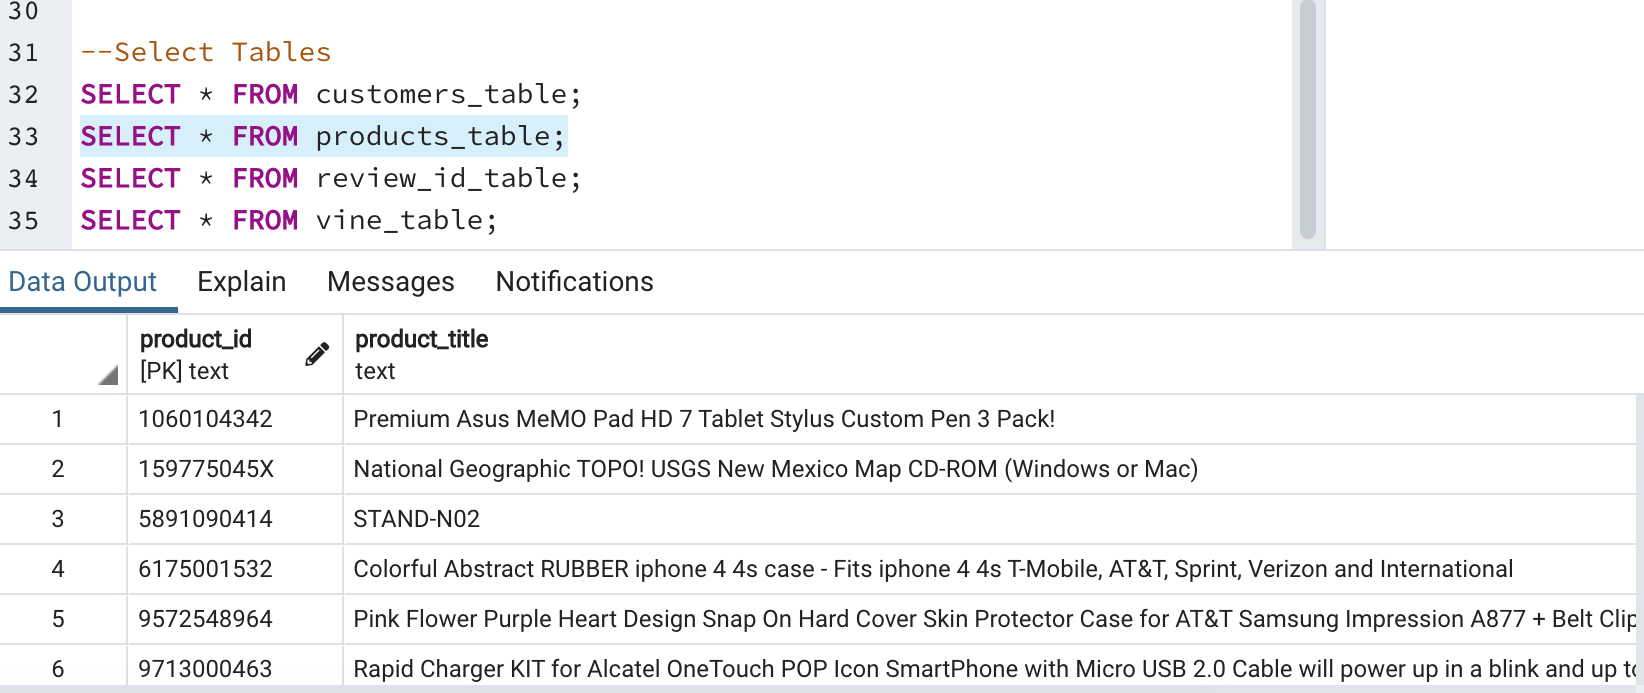 30
31 --Select Tables
32 SELECT * FROM customers_table;
33 SELECT * FROM products_table;
34 SELECT * FROM review_id_table;
35 SELECT * FROM vine_table;
Data Output Explain Messages Notifications
product_id product_title
[PK] text text
1 1060104342 Premium Asus MeMO Pad HD 7 Tablet Stylus Custom Pen 3 Pack!
2 159775045X National Geographic TOPO! USGS New Mexico Map CD-ROM (Windows or Mac)
3 5891090414 STAND-N02
4 6175001532 Colorful Abstract RUBBER iphone 4 4s case - Fits iphone 4 4s T-Mobile, AT&T, Sprint, Verizon and International
5 9572548964 Pink Flower Purple Heart Design Snap On Hard Cover Skin Protector Case for AT&T Samsung Impression A877 + Belt Clip
6 9713000463 Rapid Charger KIT for Alcatel OneTouch POP Icon SmartPhone with Micro USB 2.0 Cable will power up in a blink and up to